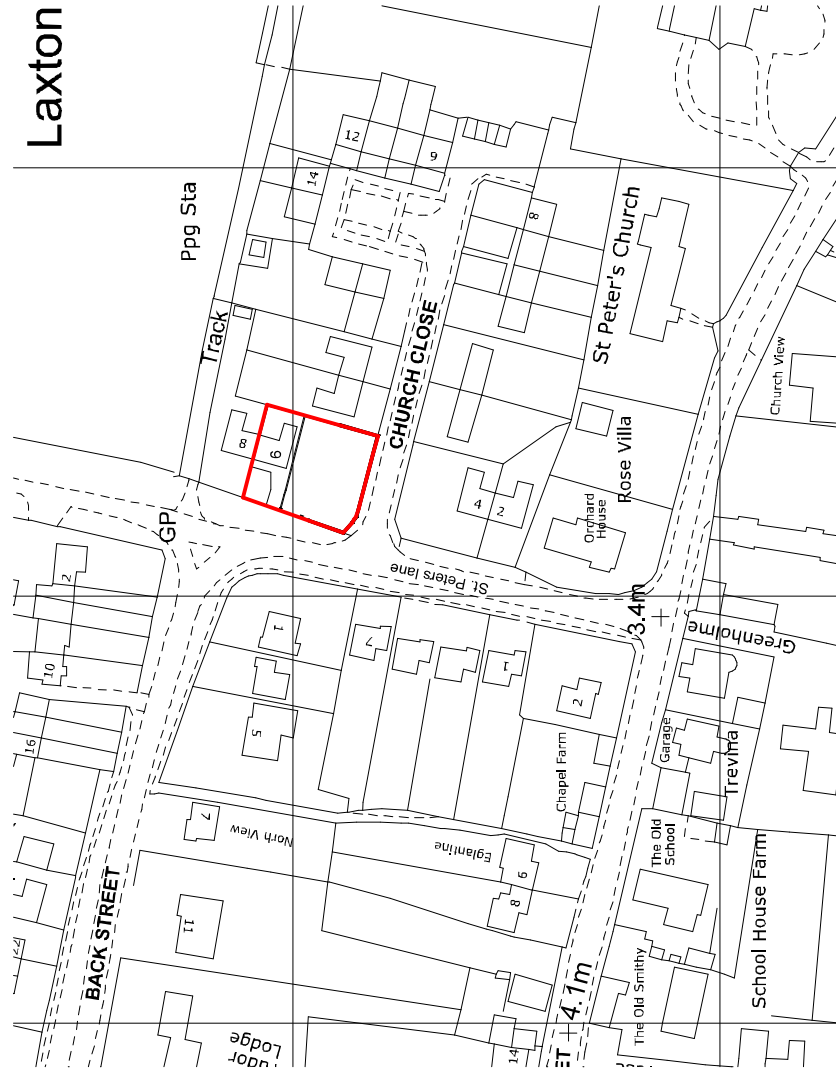 Laxton
12
9
14
Ppg Sta
8
St Peter's Church
Track
CHURCH CLOSE
Church View
8
6
Rose Villa
4
2
Orchard
House
GP
St. Peters lane
3.4m
2
10
1
7
1
2
Greenholme
5
16
Garage
Trevina
Chapel Farm
7
North View
Eglantine
The Old
School
6
8
School House Farm
BACK STREET
11
22
The Old Smithy
4.1m
Lodge
14
ET